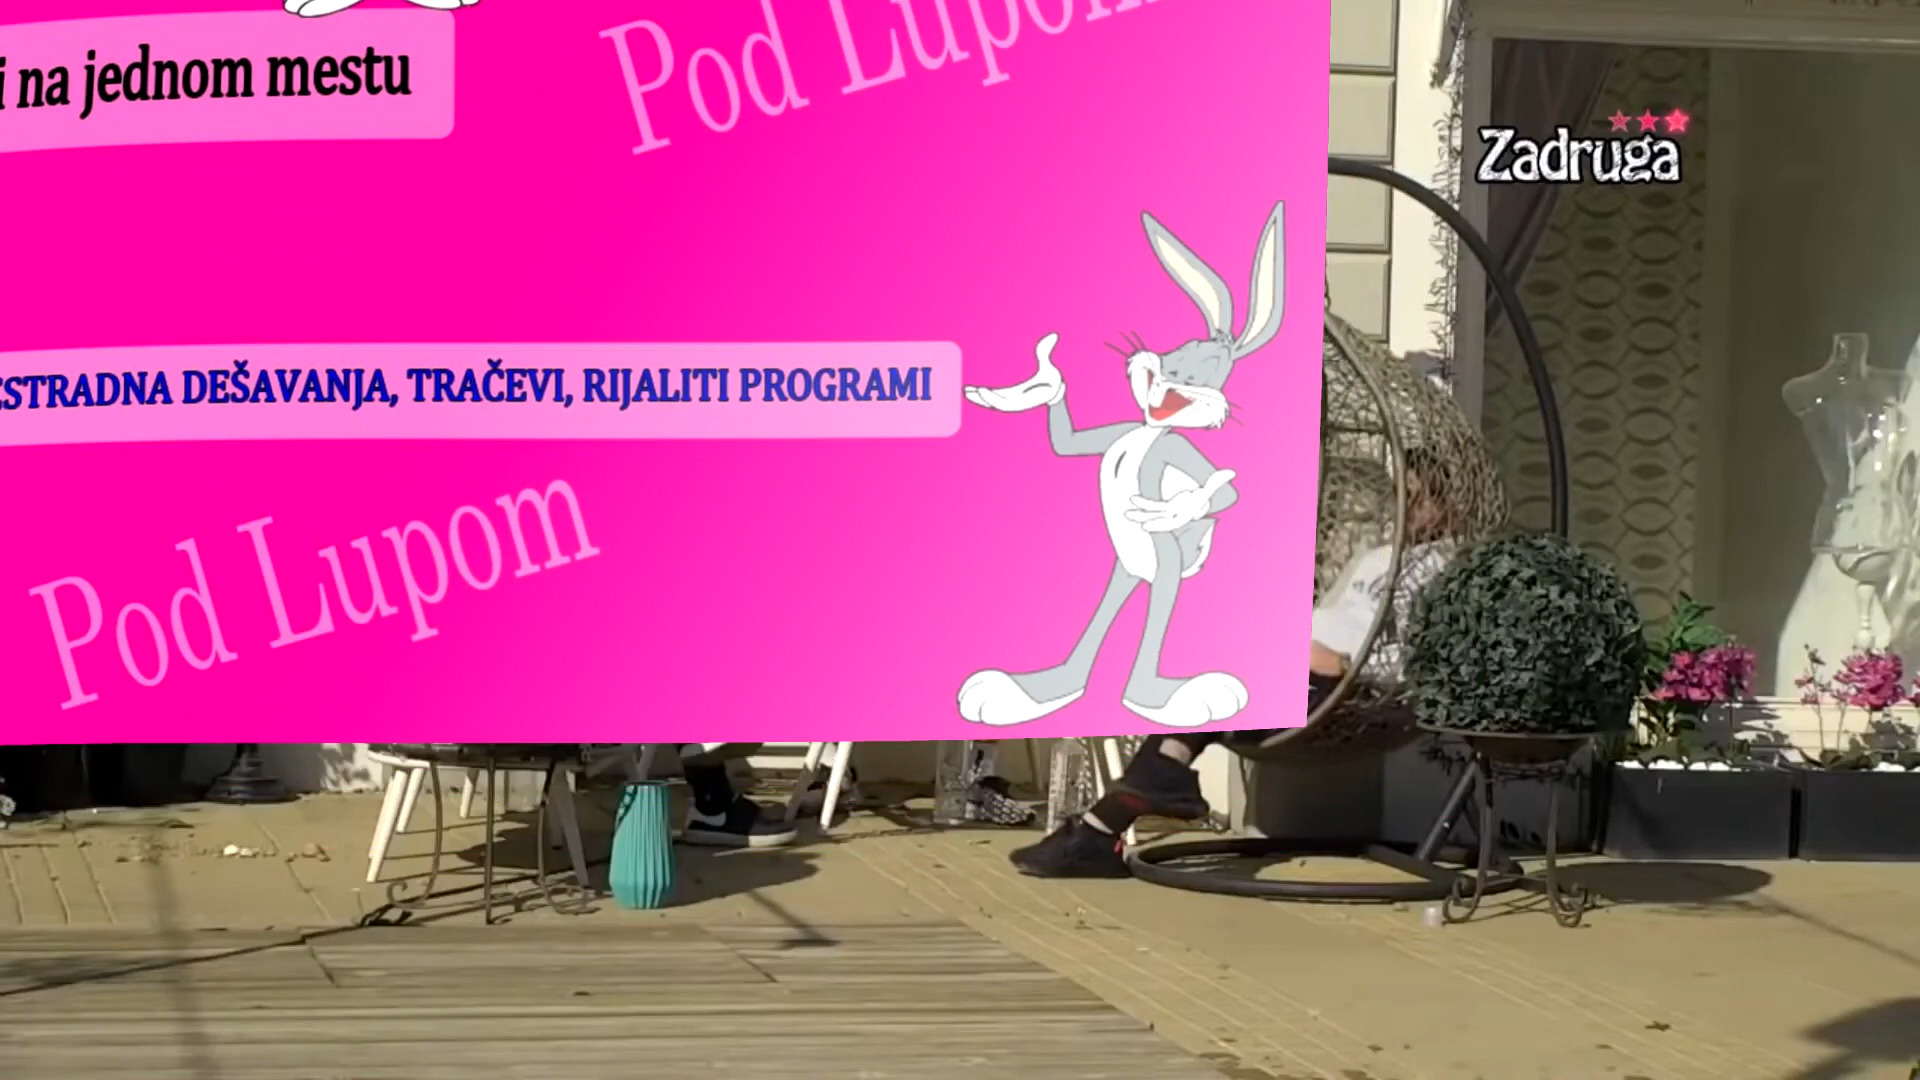 i na jednom mestu
Pod Lupom
Zadruga
ESTRADNA DEŠAVANJA, TRAČEVI, RIJALITI PROGRAMI
Pod Lupom